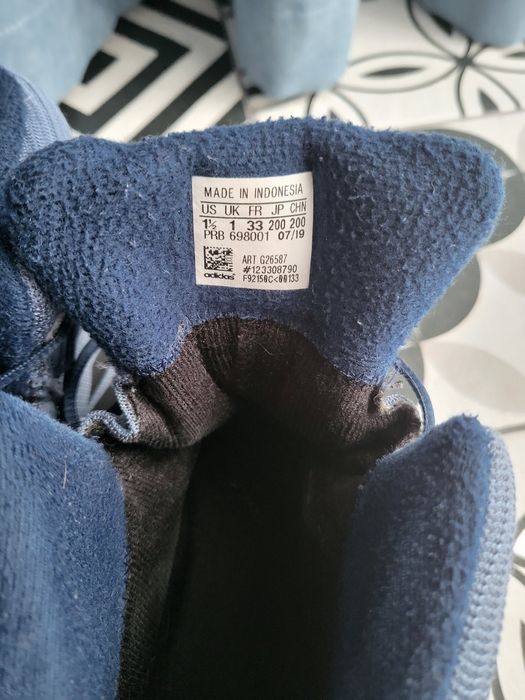 MADE IN INDONESIA
US UK FR JP CHN
1½ 1 33 200 200
PRB 698001 07/19
ART G26587
#123308790
adidas F92150C<00133